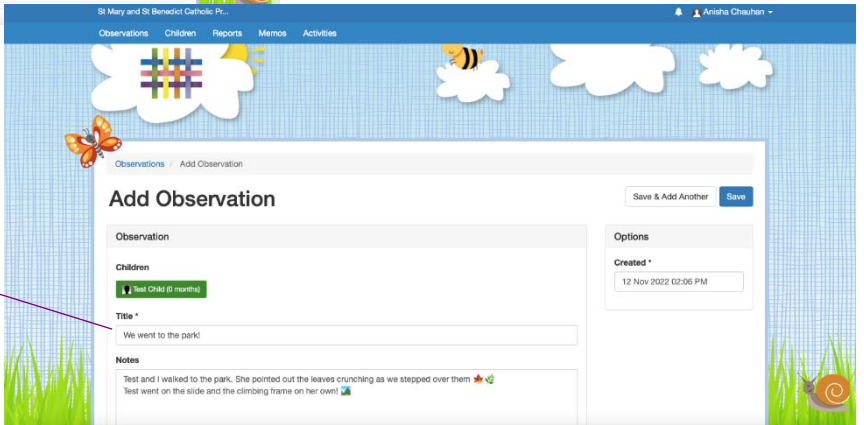 St Mary and St Benedict Catholic Pr...
Anisha Chauhan
Observations Children Reports Memos Activities
Observations / Add Observation
Add Observation
Save & Add Another
Save
Observation
Options
Children
Created *
Test Child (0 months)
12 Nov 2022 02:06 PM
Title *
We went to the park!
Notes
Test and I walked to the park. She pointed out the leaves crunching as we stepped over them 🍁🌿
Test went on the slide and the climbing frame on her own! 🏞️